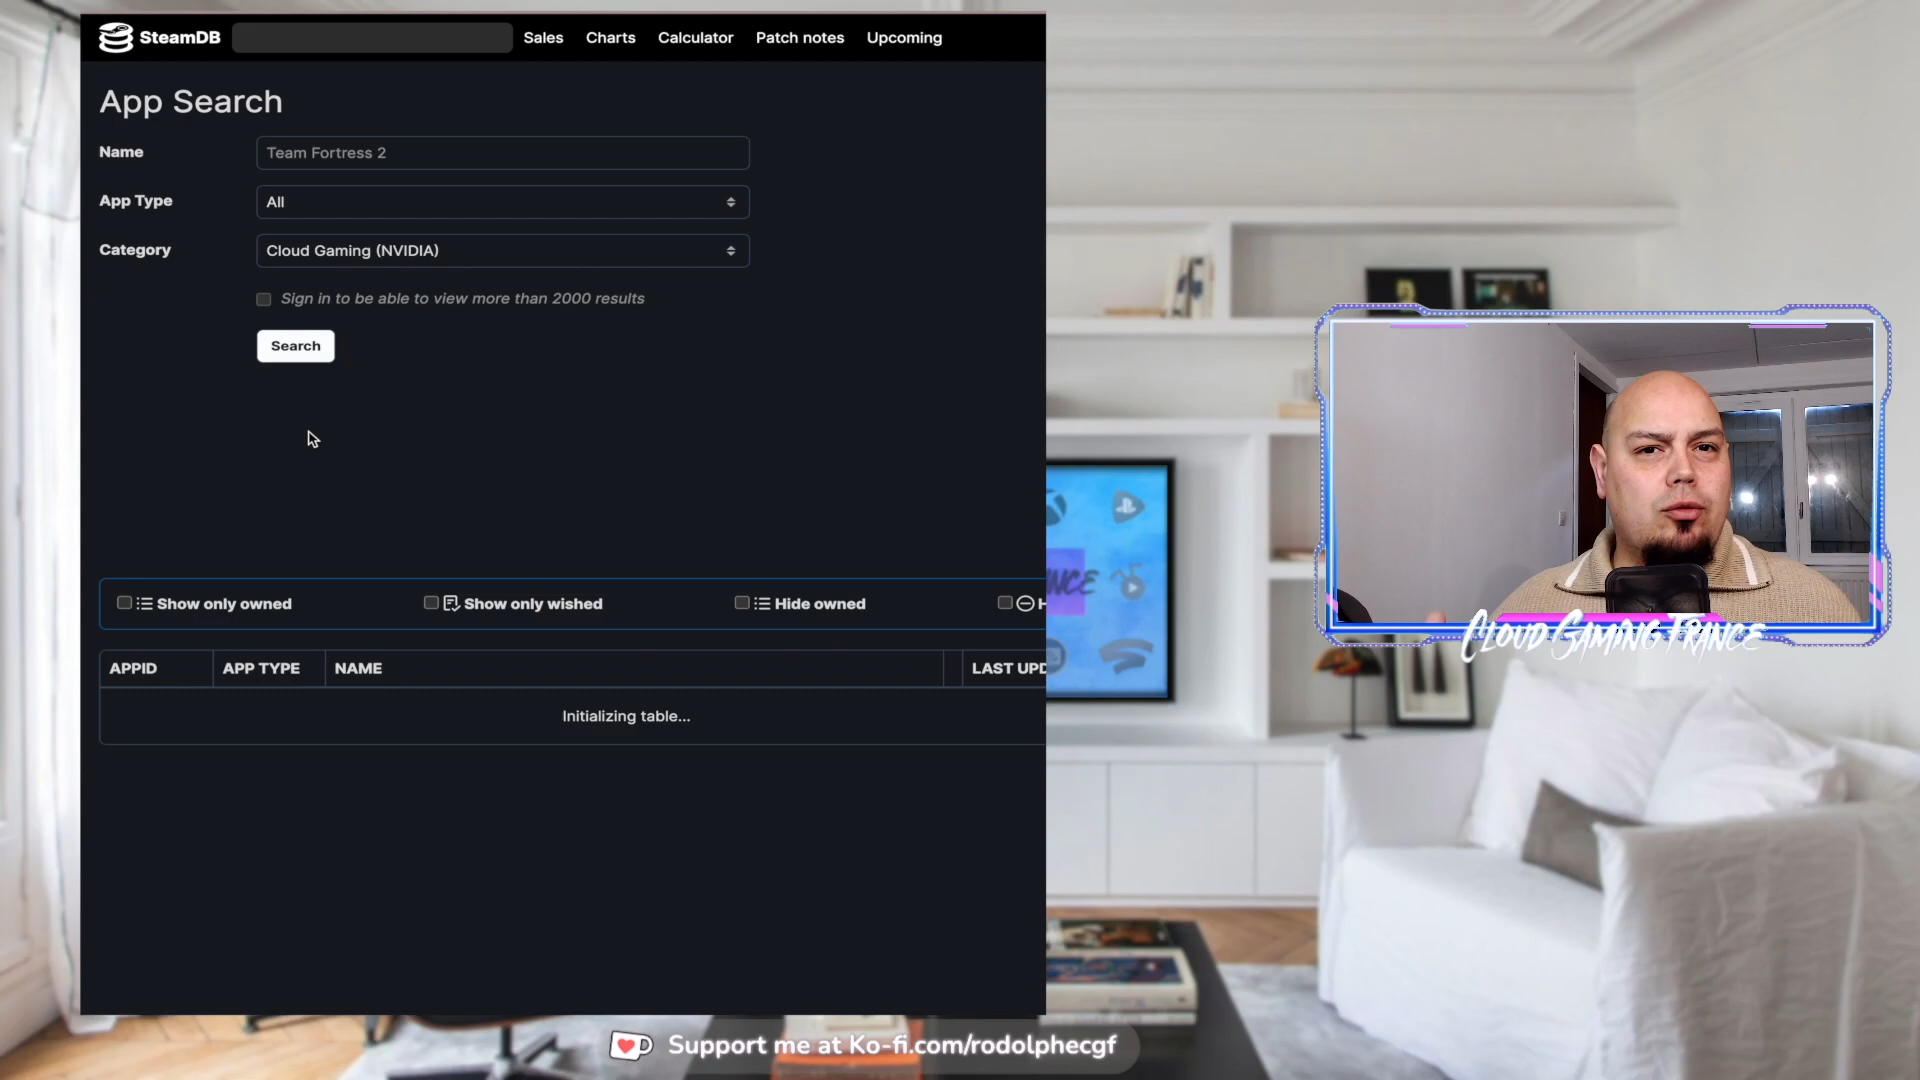 SteamDB
Sales
Charts
Calculator
Patch notes
Upcoming
App Search
Name
Team Fortress 2
App Type
All
Category
Cloud Gaming (NVIDIA)
Sign in to be able to view more than 2000 results
Search
Show only owned
Show only wished
Hide owned
H
APPID
APP TYPE
NAME
LAST UPD
Initializing table...
NCE
Cloud Gaming France
Support me at Ko-fi.com/rodolphecgf